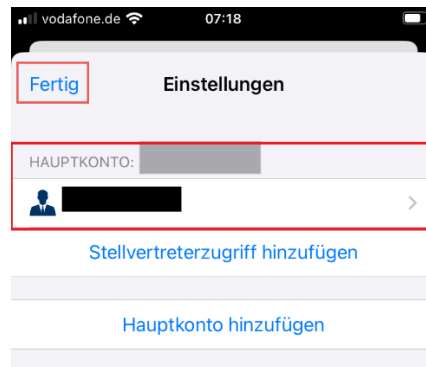 vodafone.de 07:18
Fertig Einstellungen
HAUPTKONTO:
Stellvertreterzugriff hinzufügen
Hauptkonto hinzufügen